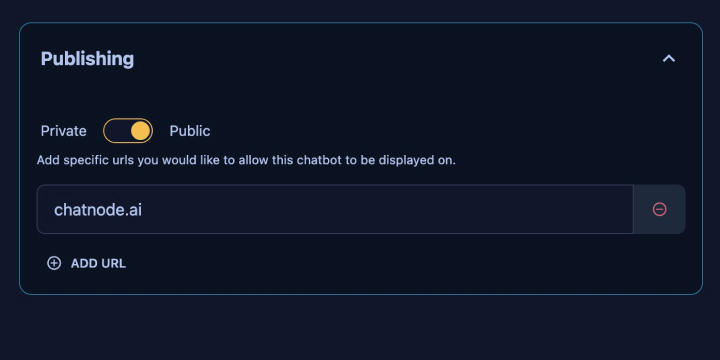 Publishing
Private Public
Add specific urls you would like to allow this chatbot to be displayed on.
chatnode.ai
ADD URL